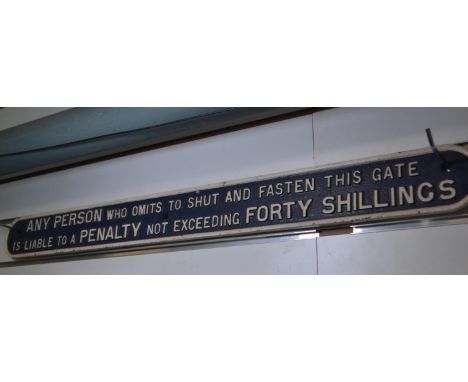 ANY PERSON WHO OMITS TO SHUT AND FASTEN THIS GATE
IS LIABLE TO A PENALTY NOT EXCEEDING FORTY SHILLINGS